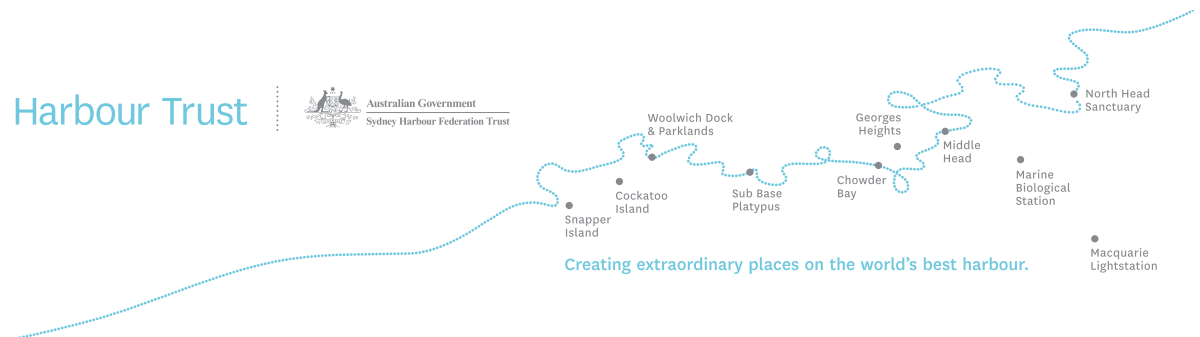 Harbour Trust
Australian Government
Sydney Harbour Federation Trust
Snapper
Island
Cockatoo
Island
Woolwich Dock
& Parklands
Sub Base
Platypus
Chowder
Bay
Georges
Heights
Middle
Head
Marine
Biological
Station
North Head
Sanctuary
Macquarie
Lightstation
Creating extraordinary places on the world's best harbour.